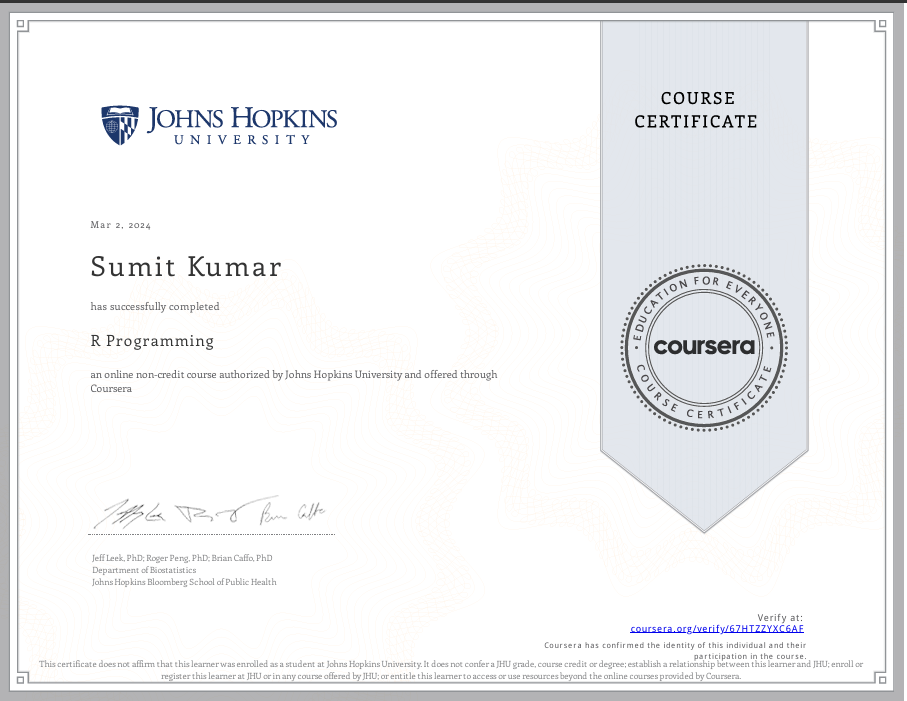 JOHNS HOPKINS
UNIVERSITY
COURSE
CERTIFICATE
Mar 2, 2024
Sumit Kumar
has successfully completed
R Programming
an online non-credit course authorized by Johns Hopkins University and offered through
Coursera
EDUCATION FOR EVERYONE
coursera
COURSE CERTIFICATE
Jeff Leek, PhD; Roger Peng, PhD; Brian Caffo, PhD
Department of Biostatistics
Johns Hopkins Bloomberg School of Public Health
Verify at:
coursera.org/verify/67HTZZYXC6AF
Coursera has confirmed the identity of this individual and their
participation in the course.
This certificate does not affirm that this learner was enrolled as a student at Johns Hopkins University. It does not confer a JHU grade, course credit or degree; establish a relationship between this learner and JHU; enroll or
register this learner at JHU or in any course offered by JHU; or entitle this learner to access or use resources beyond the online courses provided by Coursera.